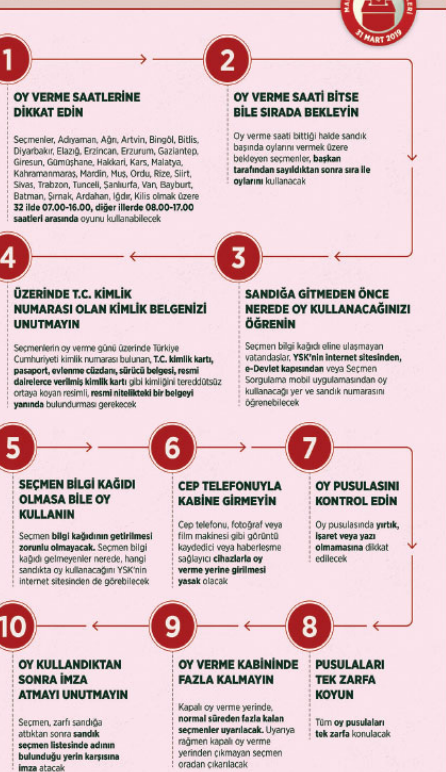 31 MART 2019
1
OY VERME SAATLERİNE
DİKKAT EDİN
Seçmenler, Adıyaman, Ağrı, Artvin, Bingöl, Bitlis,
Diyarbakır, Elazığ, Erzincan, Erzurum, Gaziantep,
Giresun, Gümüşhane, Hakkari, Kars, Malatya,
Kahramanmaraş, Mardin, Muş, Ordu, Rize, Siirt,
Sivas, Trabzon, Tunceli, Şanlıurfa, Van, Bayburt,
Batman, Şırnak, Ardahan, Iğdır, Kilis olmak üzere
32 ilde 07.00-16.00, diğer illerde 08.00-17.00
saatleri arasında oyunu kullanabilecek
2
OY VERME SAATİ BİTSE
BİLE SIRADA BEKLEYİN
Oy verme saati bittiği halde sandık
başında oylarını vermek üzere
bekleyen seçmenler, başkan
tarafından sayıldıktan sonra sıra ile
oylarını kullanacak
3
SANDIĞA GİTMEDEN ÖNCE
NEREDE OY KULLANACAĞINIZI
ÖĞRENİN
Seçmen bilgi kağıdı eline ulaşmayan
vatandaşlar, YSK'nin internet sitesinden,
e-Devlet kapısından veya Seçmen
Sorgulama mobil uygulamasından oy
kullanacağı yer ve sandık numarasını
öğrenebilecek
4
ÜZERİNDE T.C. KİMLİK
NUMARASI OLAN KİMLİK BELGENİZİ
UNUTMAYIN
Seçmenlerin oy verme günü üzerinde Türkiye
Cumhuriyeti kimlik numarası bulunan, T.C. kimlik kartı,
pasaport, evlenme cüzdanı, sürücü belgesi, resmi
dairelerce verilmiş kimlik kartı gibi kimliğini tereddütsüz
ortaya koyan resimli, resmi nitelikteki bir belgeyi
yanında bulundurması gerekecek
5
SEÇMEN BİLGİ KAĞIDI
OLMASA BİLE OY
KULLANIN
Seçmen bilgi kağıdının getirilmesi
zorunlu olmayacak. Seçmen bilgi
kağıdı gelmeyenler nerede, hangi
sandıkta oy kullanacağını YSK'nin
internet sitesinden de görebilecek
6
CEP TELEFONUYLA
KABİNE GİRMEYİN
Cep telefonu, fotoğraf veya
film makinesi gibi görüntü
kaydedici veya haberleşme
sağlayıcı cihazlarla oy
verme yerine girilmesi
yasak olacak
7
OY PUSULASINI
KONTROL EDİN
Oy pusulasında yırtık,
işaret veya yazı
olmamasına dikkat
edilecek
8
PUSULALARI
TEK ZARFA
KOYUN
Tüm oy pusulaları
tek zarfa konulacak
9
OY VERME KABİNİNDE
FAZLA KALMAYIN
Kapalı oy verme yerinde,
normal süreden fazla kalan
seçmenler uyarılacak. Uyarıya
rağmen kapalı oy verme
yerinden çıkmayan seçmen
oradan çıkarılacak
10
OY KULLANDIKTAN
SONRA İMZA
ATMAYI UNUTMAYIN
Seçmen, zarfı sandığa
attıktan sonra sandık
seçmen listesinde adının
bulunduğu yerin karşısına
imza atacak